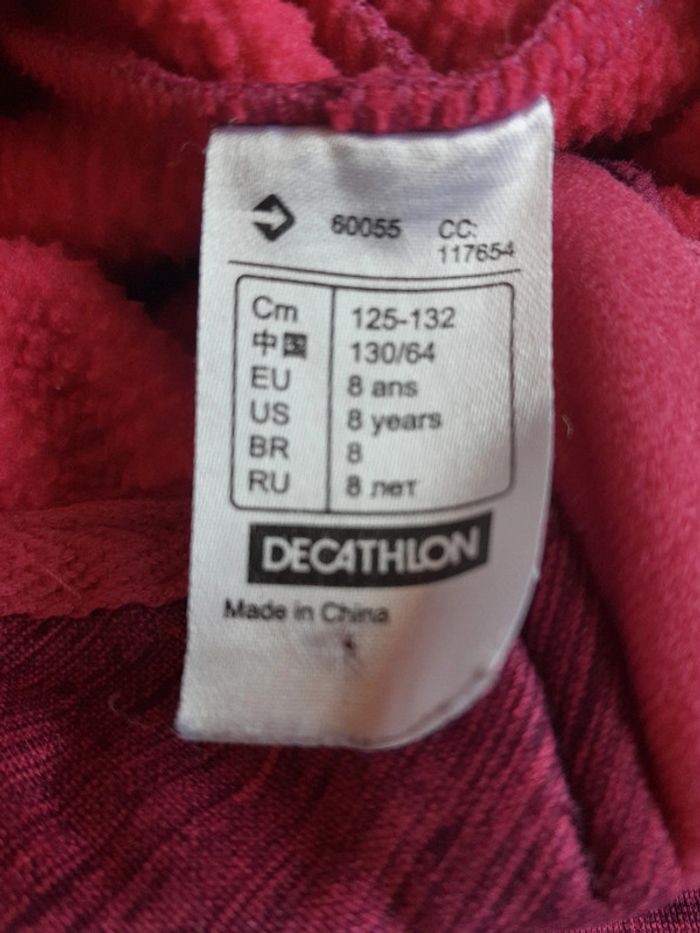 60055 CC:
117654
Cm 125-132
中国 130/64
EU 8 ans
US 8 years
BR 8
RU 8 лет
DECATHLON
Made in China